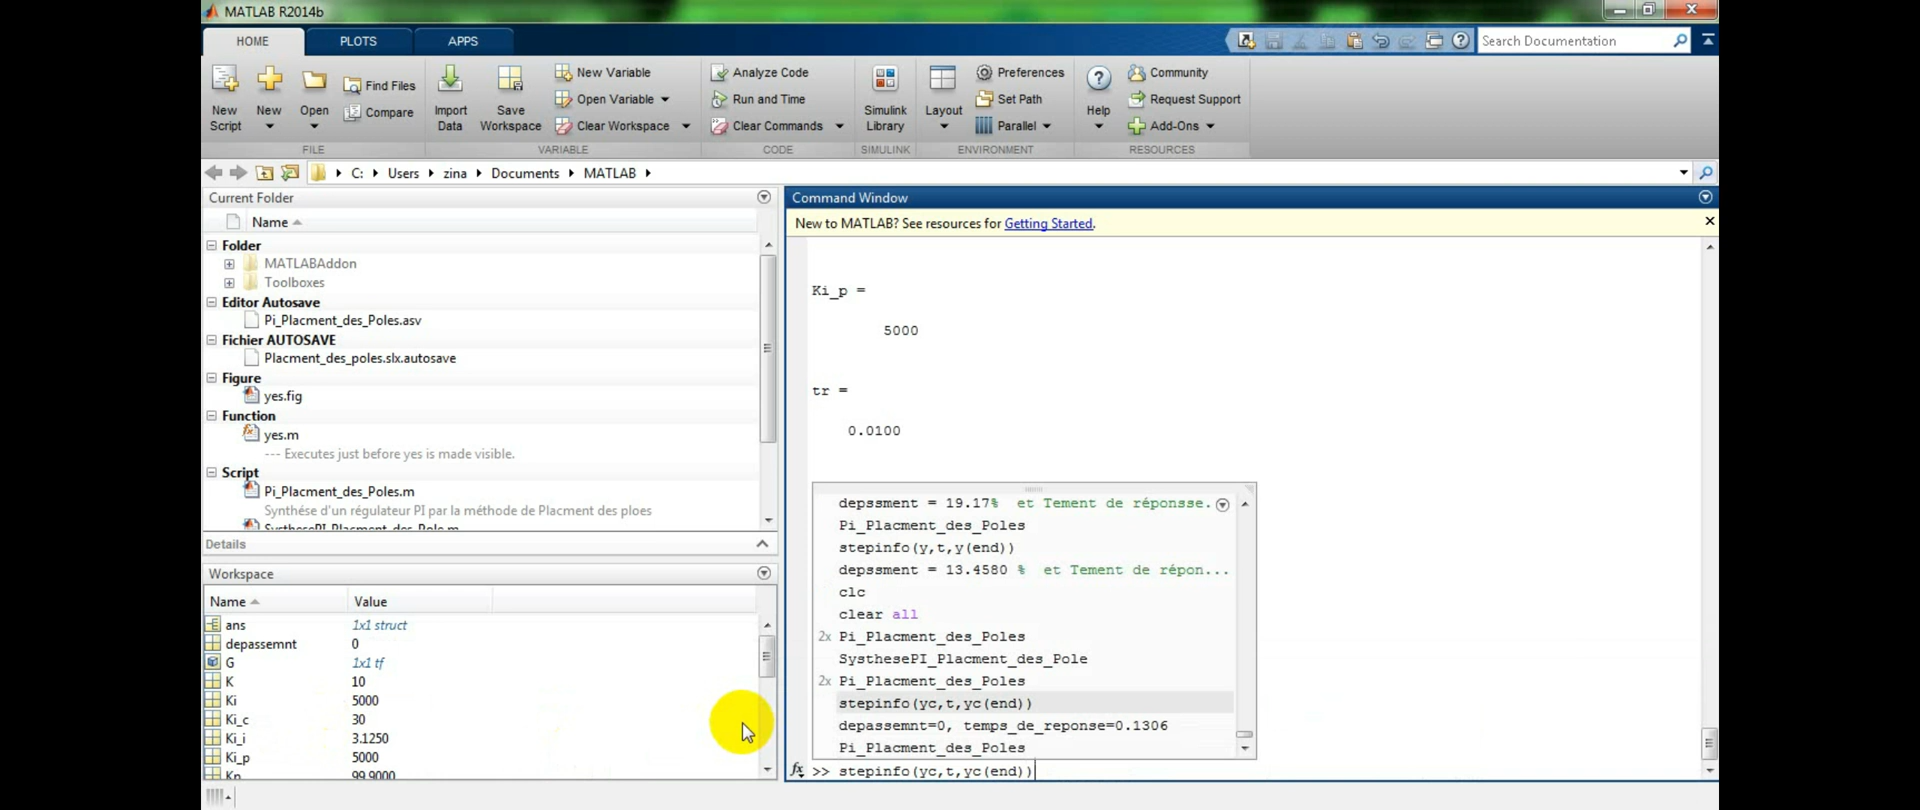 MATLAB R2014b
HOME PLOTS APPS
Search Documentation
New Script
New
Open
Find Files
Compare
Import Data
Save Workspace
New Variable
Open Variable
Clear Workspace
Analyze Code
Run and Time
Clear Commands
Simulink Library
Layout
Preferences
Set Path
Parallel
Help
Community
Request Support
Add-Ons
FILE VARIABLE CODE SIMULINK ENVIRONMENT RESOURCES
C: Users zina Documents MATLAB
Current Folder
Name
Folder
MATLABAddon
Toolboxes
Editor Autosave
Pi_Placment_des_Poles.asv
Fichier AUTOSAVE
Placment_des_poles.slx.autosave
Figure
yes.fig
Function
yes.m
--- Executes just before yes is made visible.
Script
Pi_Placment_des_Poles.m
Synthése d'un régulateur PI par la méthode de Placment des ploes
SysthesePI_Placment_des_Pole.m
Details
Workspace
Name Value
ans 1x1 struct
depassemnt 0
G 1x1 tf
K 10
Ki 5000
Ki_c 30
Ki_i 3.1250
Ki_p 5000
Kp 99.9000
Command Window
New to MATLAB? See resources for Getting Started.
Ki_p =
5000
tr =
0.0100
depssment = 19.17% et Tement de réponsse.
Pi_Placment_des_Poles
stepinfo(y,t,y(end))
depssment = 13.4580 % et Tement de répon...
clc
clear all
2x Pi_Placment_des_Poles
SysthesePI_Placment_des_Pole
2x Pi_Placment_des_Poles
stepinfo(yc,t,yc(end))
depassemnt=0, temps_de_reponse=0.1306
Pi_Placment_des_Poles
fx >> stepinfo(yc,t,yc(end))